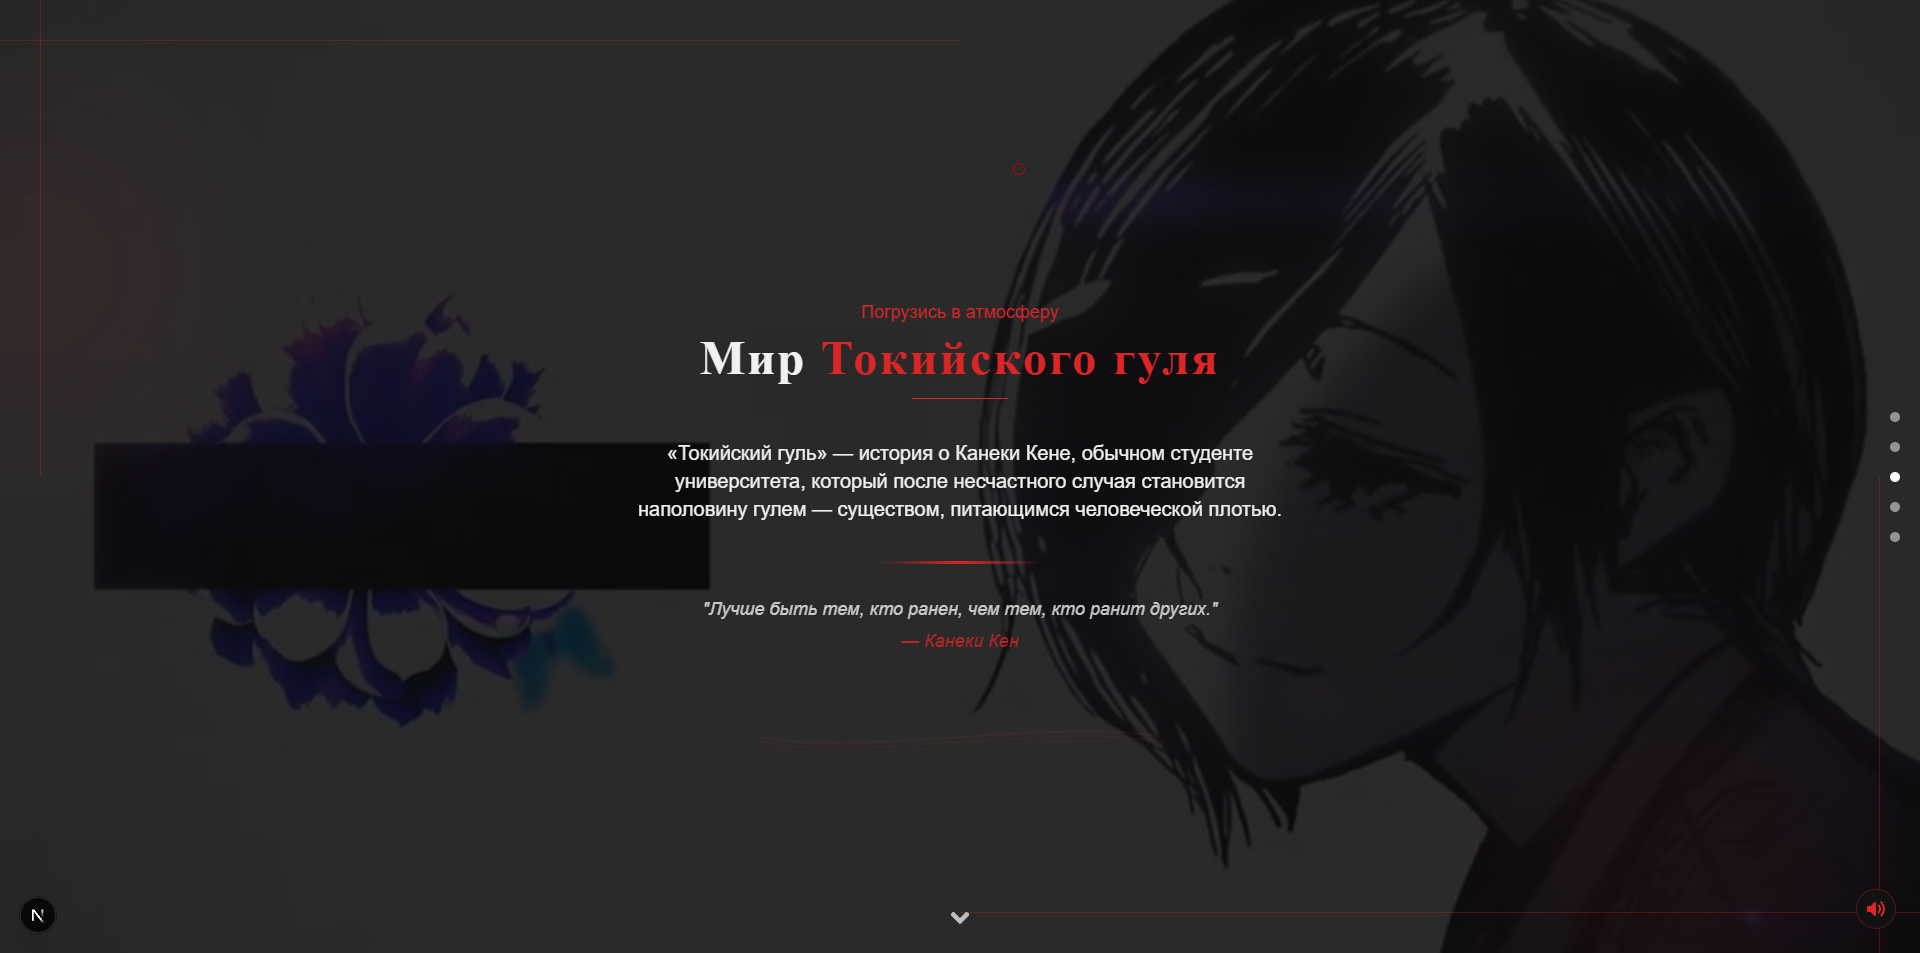 Погрузись в атмосферу
Мир Токийского гуля
«Токийский гуль» — история о Канеки Кене, обычном студенте
университета, который после несчастного случая становится
наполовину гулем — существом, питающимся человеческой плотью.
"Лучше быть тем, кто ранен, чем тем, кто ранит других."
— Канеки Кен
N